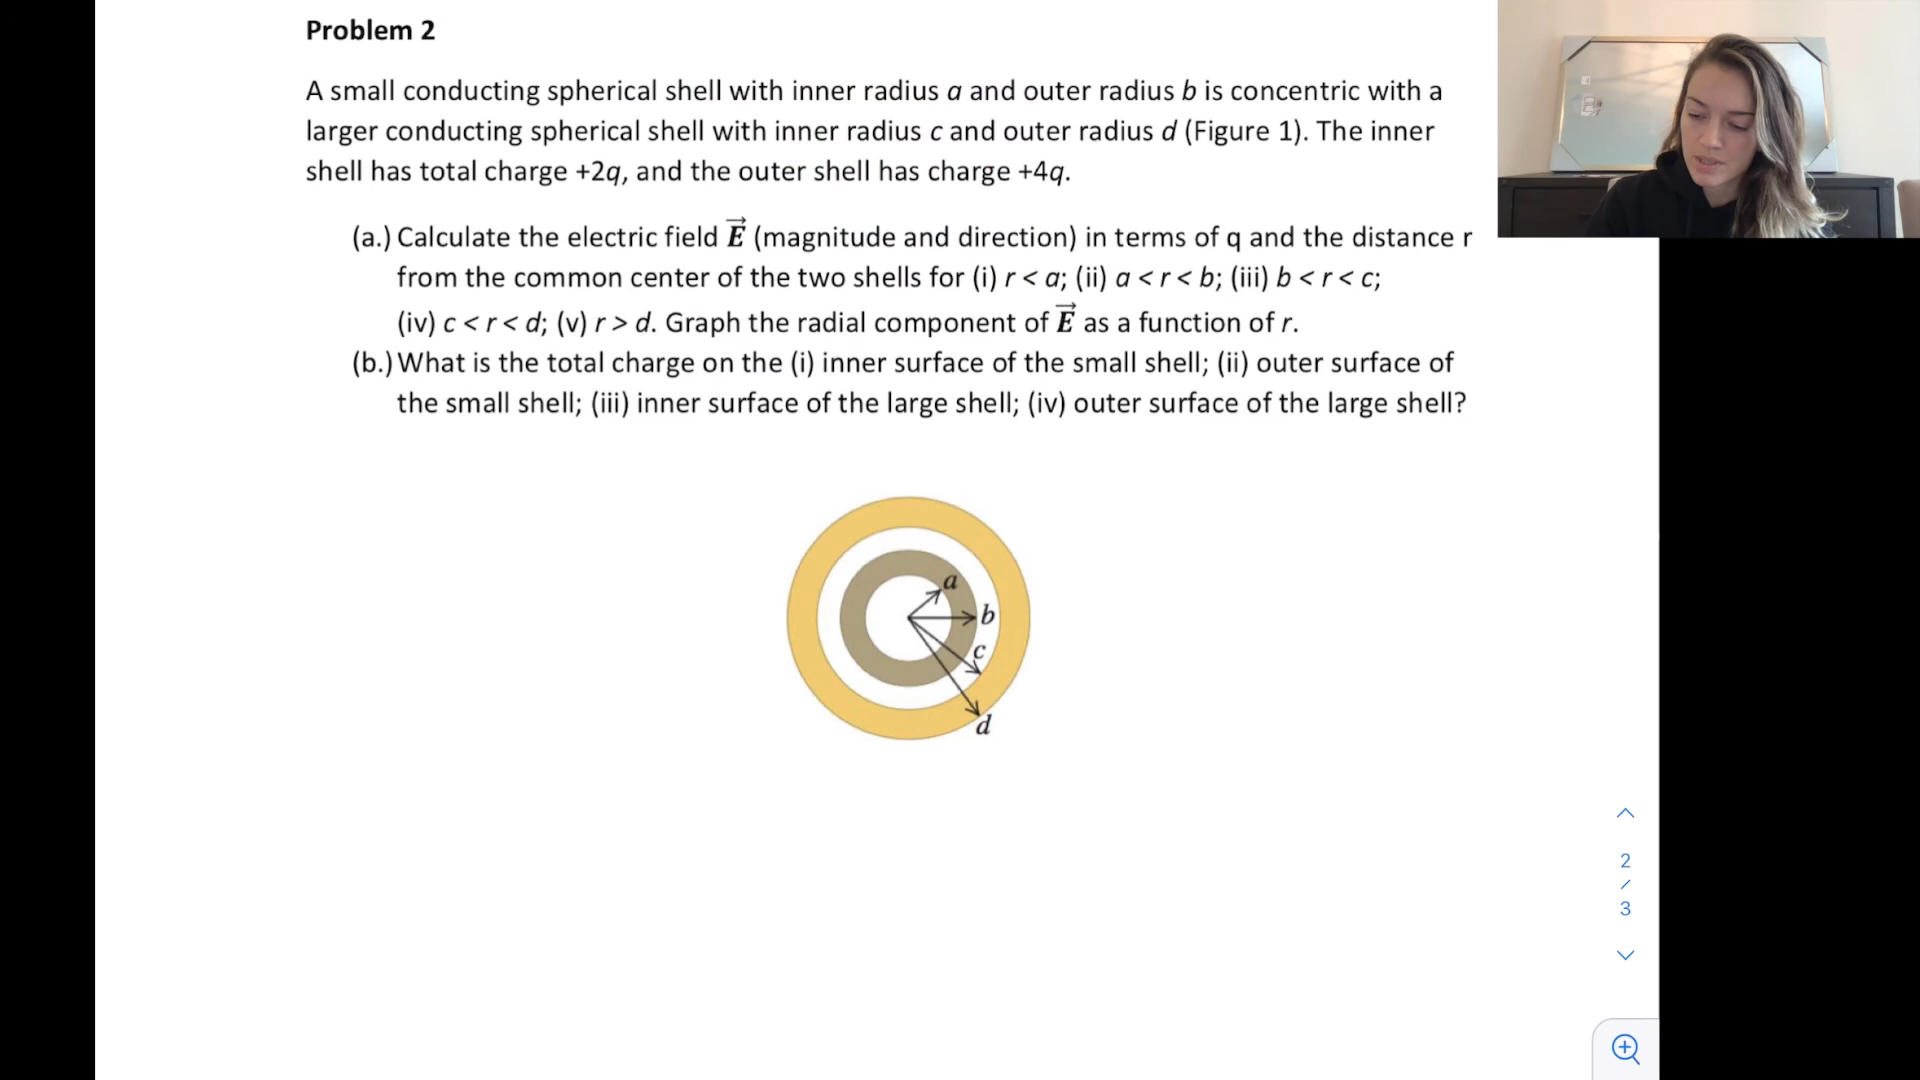 Problem 2
A small conducting spherical shell with inner radius a and outer radius b is concentric with a
larger conducting spherical shell with inner radius c and outer radius d (Figure 1). The inner
shell has total charge +2q, and the outer shell has charge +4q.
(a.) Calculate the electric field E⃗ (magnitude and direction) in terms of q and the distance r
from the common center of the two shells for (i) r < a; (ii) a < r < b; (iii) b < r < c;
(iv) c < r < d; (v) r > d. Graph the radial component of E⃗ as a function of r.
(b.) What is the total charge on the (i) inner surface of the small shell; (ii) outer surface of
the small shell; (iii) inner surface of the large shell; (iv) outer surface of the large shell?
a
b
c
d
2
/
3